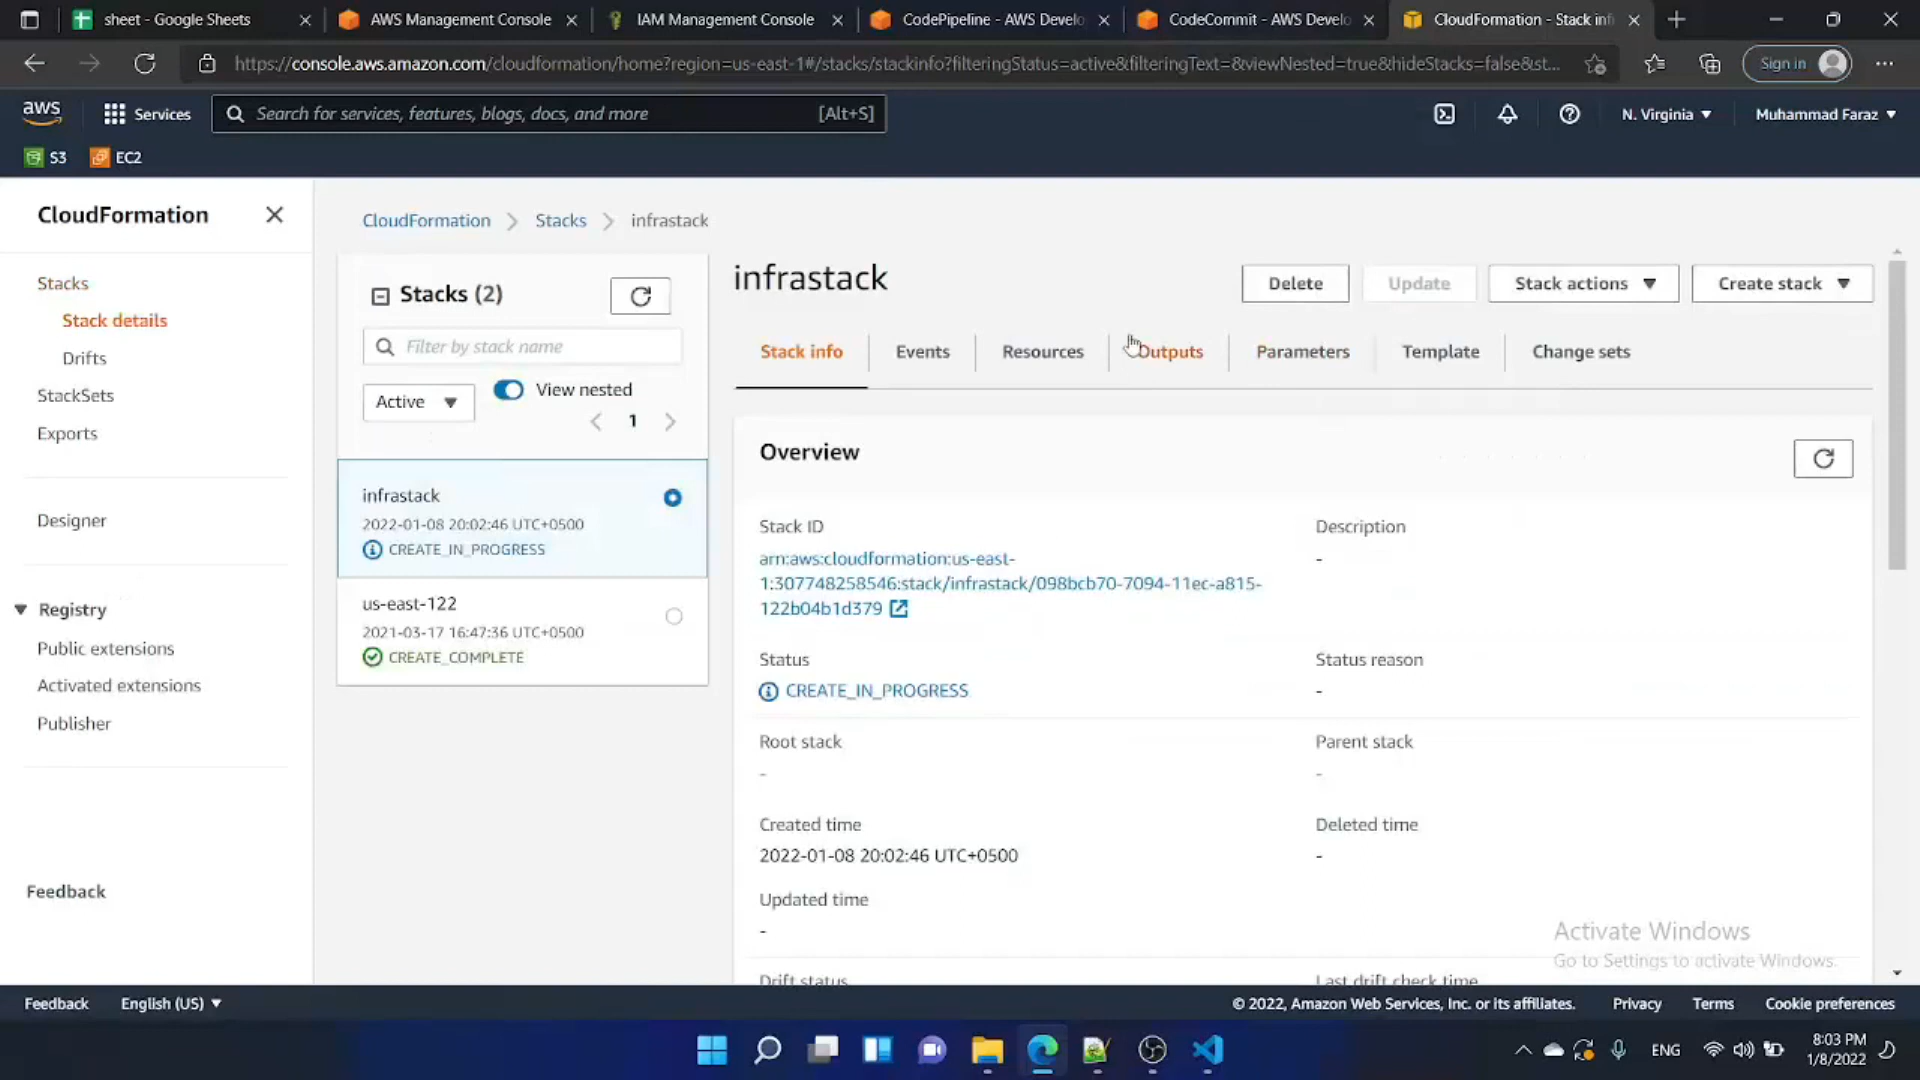 sheet - Google Sheets
AWS Management Console
IAM Management Console
CodePipeline - AWS Develo
CodeCommit - AWS Develo
CloudFormation - Stack inf
https://console.aws.amazon.com/cloudformation/home?region=us-east-1#/stacks/stackinfo?filteringStatus=active&filteringText=&viewNested=true&hideStacks=false&st...
Sign in
aws
Services
Search for services, features, blogs, docs, and more
[Alt+S]
N. Virginia
Muhammad Faraz
S3
EC2
CloudFormation
Stacks
Stack details
Drifts
StackSets
Exports
Designer
Registry
Public extensions
Activated extensions
Publisher
Feedback
CloudFormation
Stacks
infrastack
Stacks (2)
Filter by stack name
Active
View nested
1
infrastack
2022-01-08 20:02:46 UTC+0500
CREATE_IN_PROGRESS
us-east-122
2021-03-17 16:47:36 UTC+0500
CREATE_COMPLETE
infrastack
Delete
Update
Stack actions
Create stack
Stack info
Events
Resources
Outputs
Parameters
Template
Change sets
Overview
Stack ID
arn:aws:cloudformation:us-east-
1:307748258546:stack/infrastack/098bcb70-7094-11ec-a815-
122b04b1d379
Description
-
Status
CREATE_IN_PROGRESS
Status reason
-
Root stack
-
Parent stack
-
Created time
2022-01-08 20:02:46 UTC+0500
Deleted time
-
Updated time
-
Drift status
Last drift check time
Activate Windows
Go to Settings to activate Windows.
Feedback
English (US)
© 2022, Amazon Web Services, Inc. or its affiliates.
Privacy
Terms
Cookie preferences
ENG
8:03 PM
1/8/2022